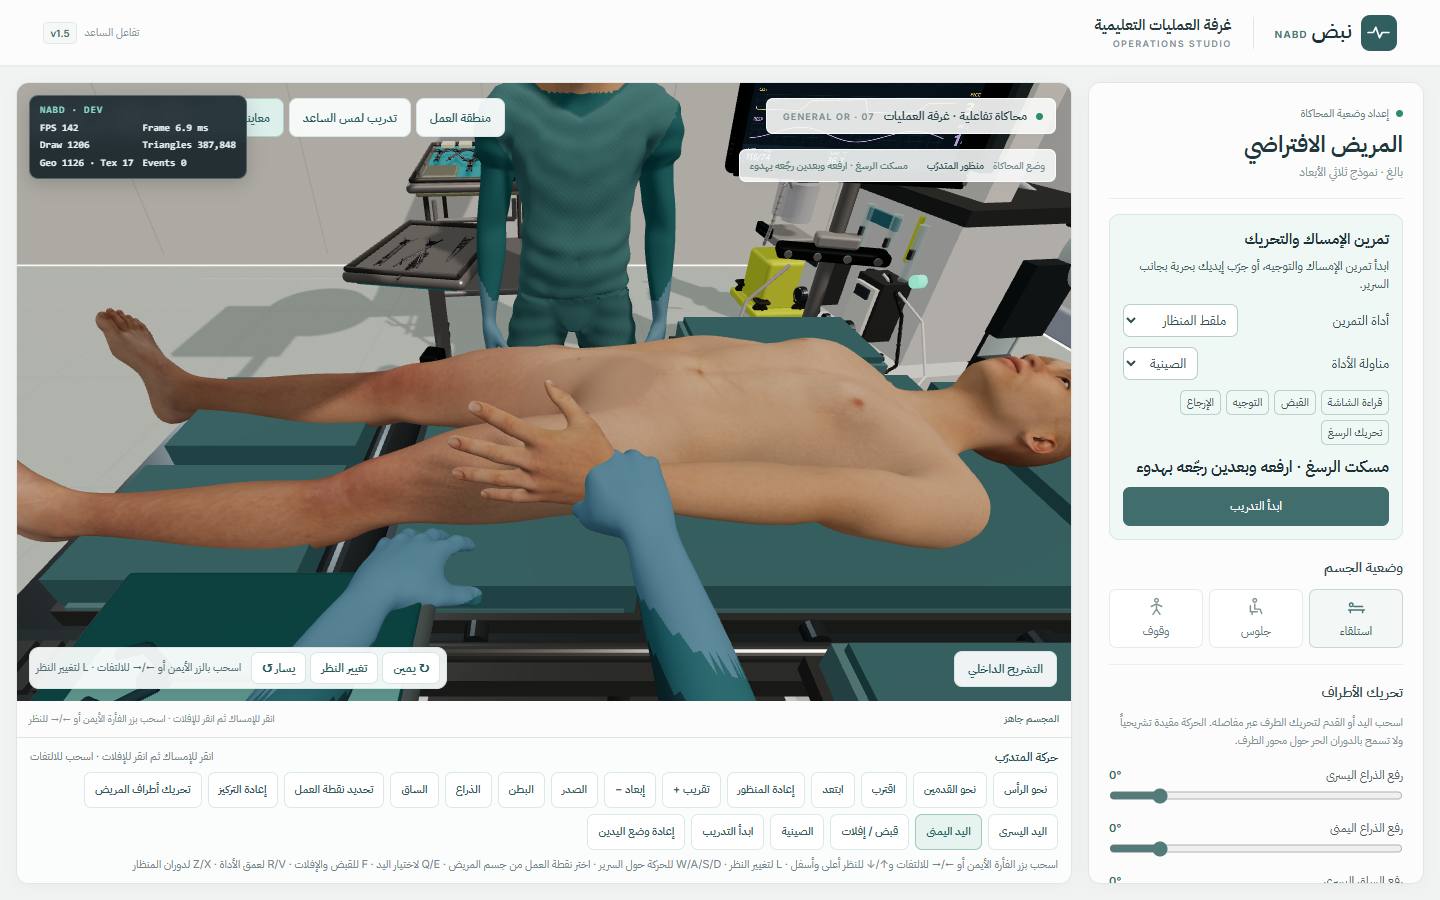 نبض NABD
غرفة العمليات التعليمية
OPERATIONS STUDIO
تفاعل الساعد v1.5
إعداد وضعية المحاكاة
المريض الافتراضي
بالغ · نموذج ثلاثي الأبعاد
تمرين الإمساك والتحريك
ابدأ تمرين الإمساك والتوجيه، أو جرّب إيديك بحرية بجانب
السرير.
أداة التمرين
ملقط المنظار
مناولة الأداة
الصينية
قراءة الشاشة
القبض
التوجيه
الإرجاع
تحريك الرسغ
مسكت الرسغ · ارفعه وبعدين رجّعه بهدوء
ابدأ التدريب
وضعية الجسم
استلقاء
جلوس
وقوف
تحريك الأطراف
اسحب اليد أو القدم لتحريك الطرف عبر مفاصله. الحركة مقيدة تشريحياً
ولا تسمح بالدوران الحر حول محور الطرف.
رفع الذراع اليسرى 0°
رفع الذراع اليمنى 0°
رفع الساق اليسرى 0°
محاكاة تفاعلية · غرفة العمليات GENERAL OR · 07
وضع المحاكاة منظور المتدرّب مسكت الرسغ · ارفعه وبعدين رجّعه بهدوء
منطقة العمل
تدريب لمس الساعد
NABD · DEV
FPS 142 Frame 6.9 ms
Draw 1206 Triangles 387,848
Geo 1126 · Tex 17 Events 0
التشريح الداخلي
↻ يمين
تغيير النظر
يسار ↺
اسحب بالزر الأيمن أو ←/→ للالتفات · L لتغيير النظر
المجسم جاهز
انقر للإمساك ثم انقر للإفلات · اسحب بزر الفأرة الأيمن أو ←/→ للنظر
حركة المتدرّب
انقر للإمساك ثم انقر للإفلات · اسحب للالتفات
نحو الرأس
نحو القدمين
اقترب
ابتعد
إعادة المنظور
تقريب +
إبعاد −
الصدر
البطن
الذراع
الساق
تحديد نقطة العمل
إعادة التركيز
تحريك أطراف المريض
اليد اليسرى
اليد اليمنى
قبض / إفلات
الصينية
ابدأ التدريب
إعادة وضع اليدين
اسحب بزر الفأرة الأيمن أو ←/→ للالتفات و↑/↓ للنظر أعلى وأسفل · L لتغيير النظر · W/A/S/D للحركة حول السرير · اختر نقطة العمل من جسم المريض · Q/E لاختيار اليد · F للقبض والإفلات · R/V لعمق الأداة · Z/X لدوران المنظار